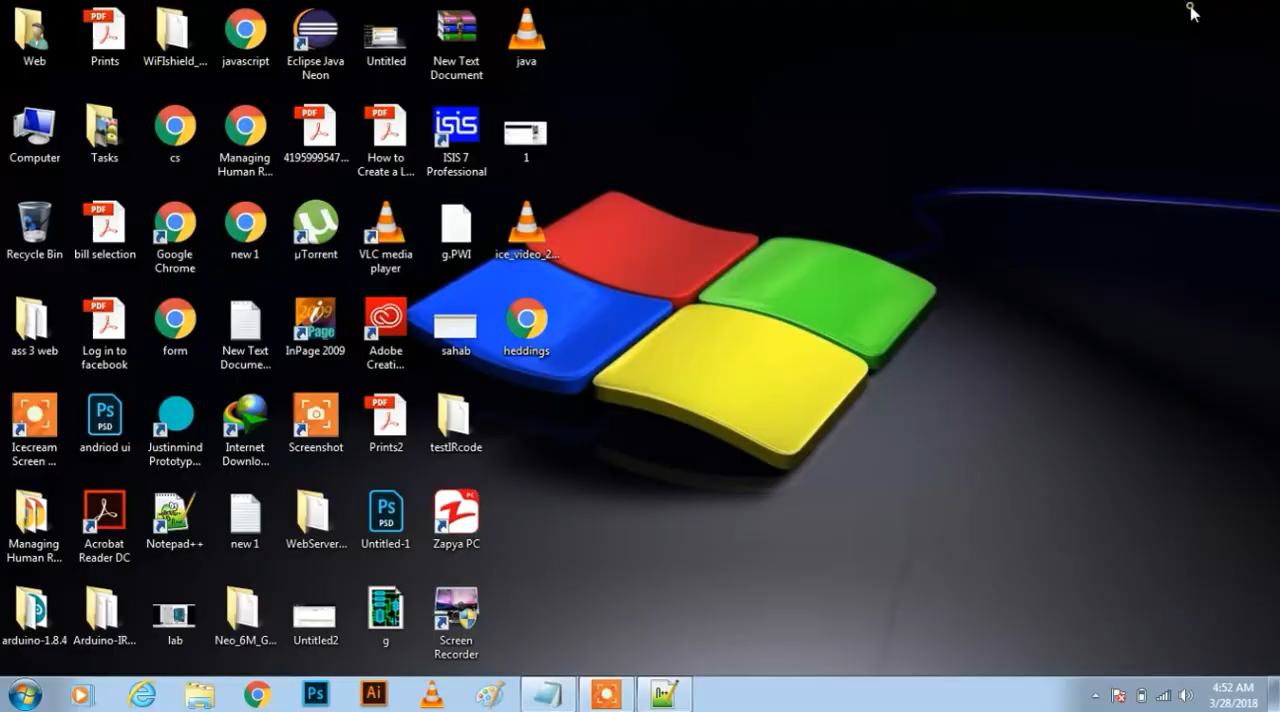 Web
Prints
WiFIshield_...
javascript
Eclipse Java
Neon
Untitled
New Text
Document
java
Computer
Tasks
cs
Managing
Human R...
4195999547...
How to
Create a L...
ISIS 7
Professional
1
Recycle Bin
bill selection
Google
Chrome
new 1
µTorrent
VLC media
player
g.PWI
ice_video_2...
ass 3 web
Log in to
facebook
form
New Text
Docume...
InPage 2009
Adobe
Creati...
sahab
heddings
Icecream
Screen ...
andriod ui
Justinmind
Prototyp...
Internet
Downlo...
Screenshot
Prints2
testIRcode
Managing
Human R...
Acrobat
Reader DC
Notepad++
new 1
WebServer...
Untitled-1
Zapya PC
arduino-1.8.4
Arduino-IR...
lab
Neo_6M_G...
Untitled2
g
Screen
Recorder
4:52 AM
3/28/2018